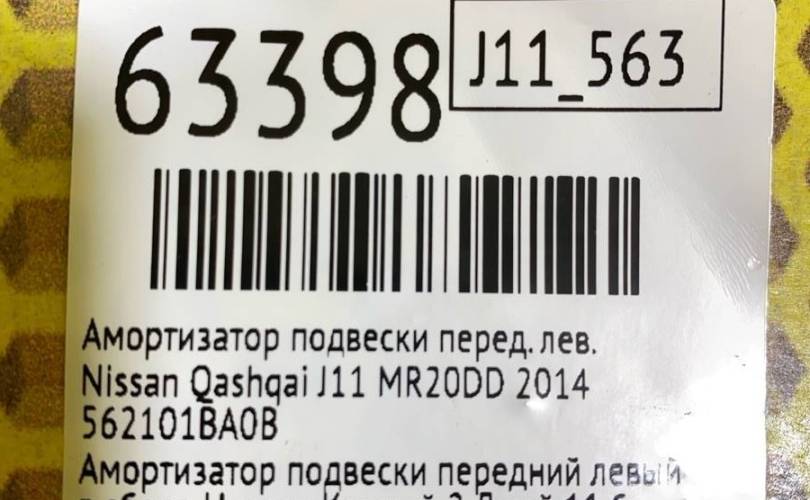 63398
J11_563
Амортизатор подвески перед. лев.
Nissan Qashqai J11 MR20DD 2014
562101BA0B
Амортизатор подвески передний левый